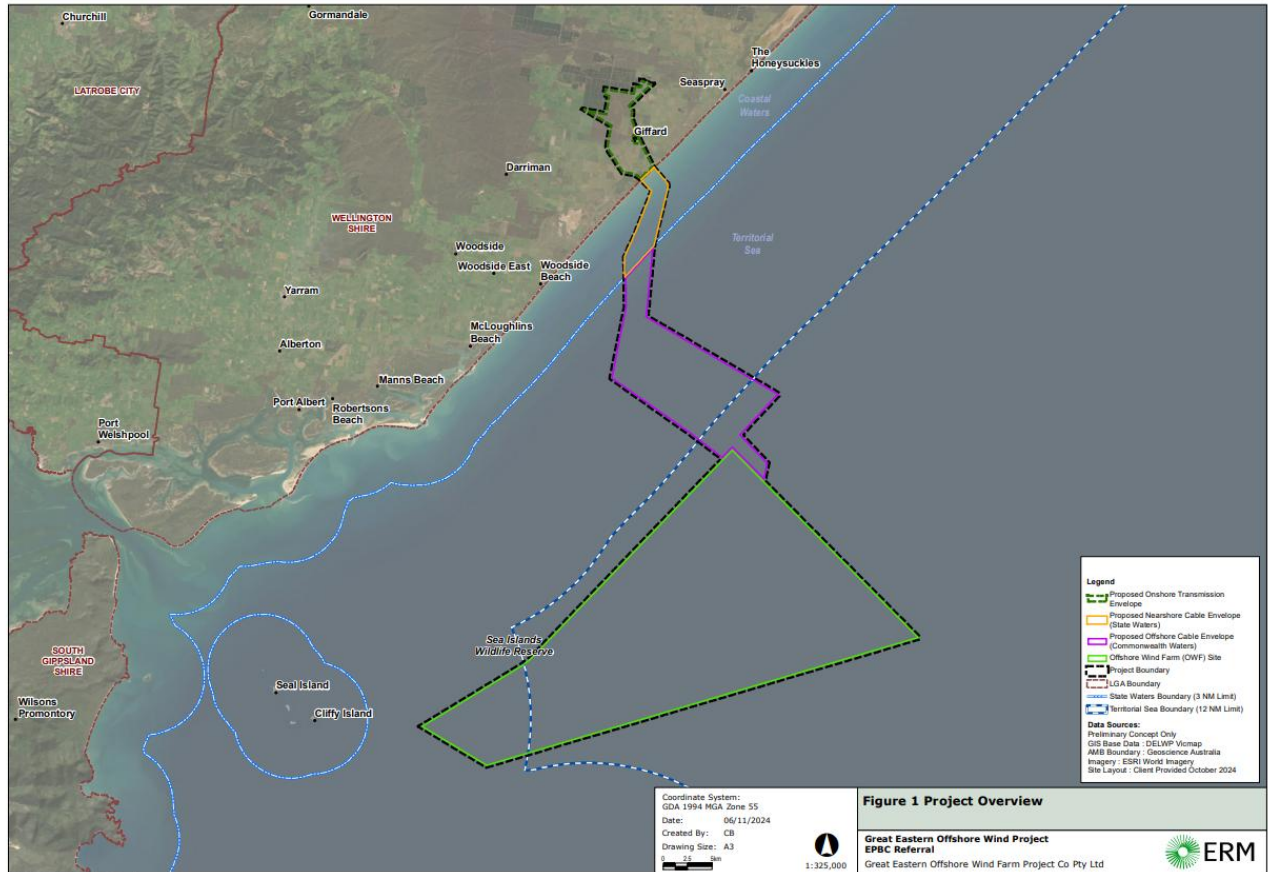 Churchill
Gormandale
LATROBE CITY
The
Honeysuckles
Seaspray
Coastal
Waters
Giffard
Darriman
WELLINGTON
SHIRE
Territorial
Sea
Woodside
Woodside East
Woodside
Beach
Yarram
McLoughlins
Beach
Alberton
Manns Beach
Port Albert
Robertsons
Beach
Port
Welshpool
Sea Islands
Wildlife Reserve
SOUTH
GIPPSLAND
SHIRE
Seal Island
Cliffy Island
Wilsons
Promontory
Legend
Proposed Onshore Transmission
Envelope
Proposed Nearshore Cable Envelope
(State Waters)
Proposed Offshore Cable Envelope
(Commonwealth Waters)
Offshore Wind Farm (OWF) Site
Project Boundary
LGA Boundary
State Waters Boundary (3 NM Limit)
Territorial Sea Boundary (12 NM Limit)
Data Sources:
Preliminary Concept Only
GIS Base Data : DELWP Vicmap
AMB Boundary : Geoscience Australia
Imagery : ESRI World Imagery
Site Layout : Client Provided October 2024
Coordinate System:
GDA 1994 MGA Zone 55
Date: 06/11/2024
Created By: CB
Drawing Size: A3
0 2.5 5km
1:325,000
Figure 1 Project Overview
Great Eastern Offshore Wind Project
EPBC Referral
Great Eastern Offshore Wind Farm Project Co Pty Ltd
ERM